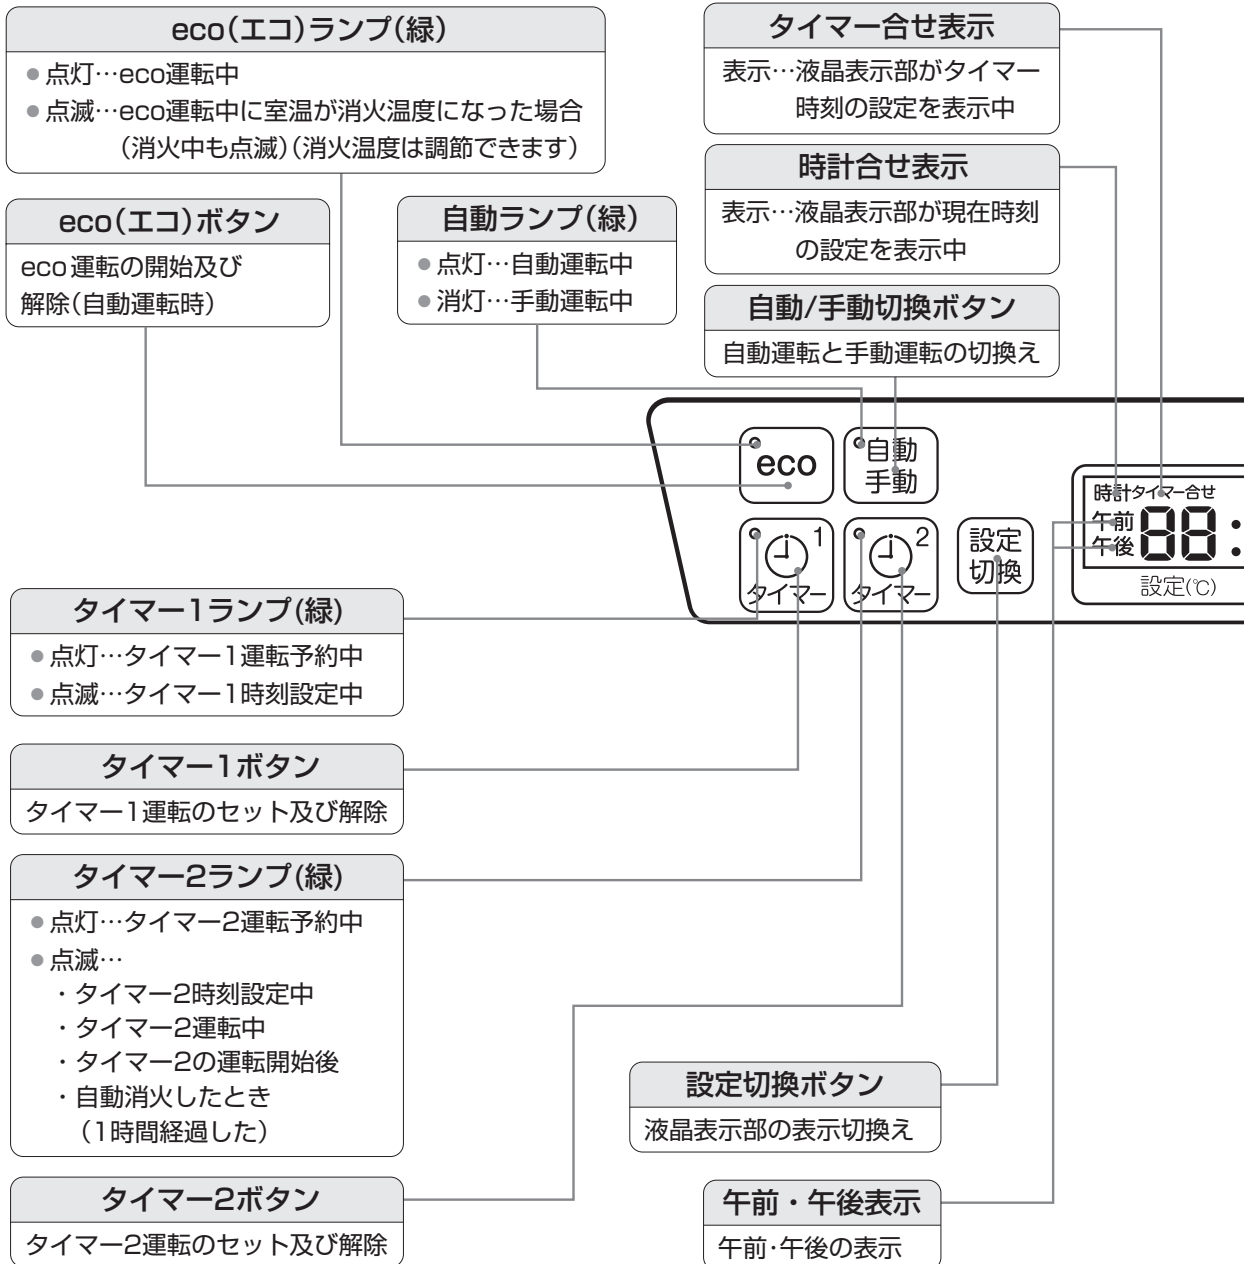 eco(エコ)ランプ(緑)
●点灯…eco運転中
●点滅…eco運転中に室温が消火温度になった場合
(消火中も点滅)(消火温度は調節できます)
タイマー合せ表示
表示…液晶表示部がタイマー
時刻の設定を表示中
時計合せ表示
表示…液晶表示部が現在時刻
の設定を表示中
eco(エコ)ボタン
eco運転の開始及び
解除(自動運転時)
自動ランプ(緑)
●点灯…自動運転中
●消灯…手動運転中
自動/手動切換ボタン
自動運転と手動運転の切換え
eco
自動
手動
1
タイマー
2
タイマー
設定
切換
時計タイマー合せ
午前
午後
88:
設定(℃)
タイマー1ランプ(緑)
●点灯…タイマー1運転予約中
●点滅…タイマー1時刻設定中
タイマー1ボタン
タイマー1運転のセット及び解除
タイマー2ランプ(緑)
●点灯…タイマー2運転予約中
●点滅…
・タイマー2時刻設定中
・タイマー2運転中
・タイマー2の運転開始後
・自動消火したとき
(1時間経過した)
タイマー2ボタン
タイマー2運転のセット及び解除
設定切換ボタン
液晶表示部の表示切換え
午前・午後表示
午前・午後の表示